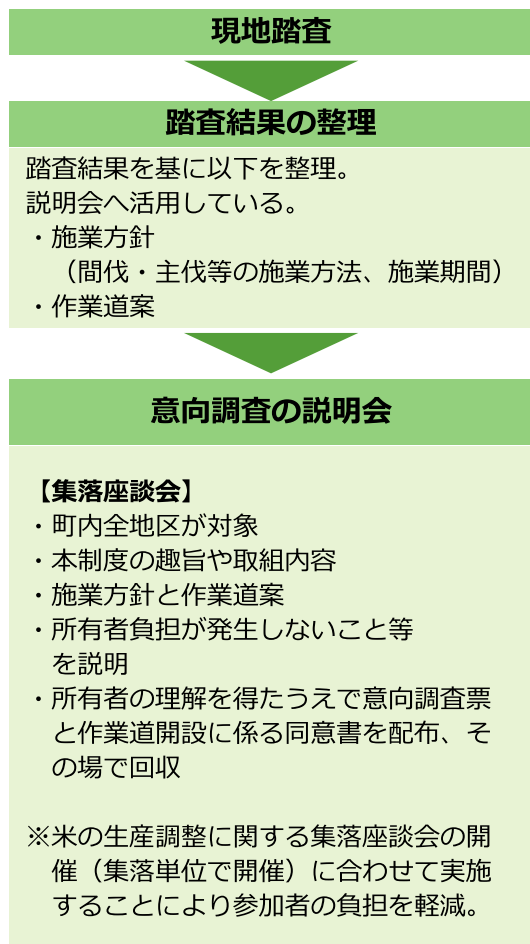 現地踏査
踏査結果の整理
踏査結果を基に以下を整理。
説明会へ活用している。
・施業方針
（間伐・主伐等の施業方法、施業期間）
・作業道案
意向調査の説明会
【集落座談会】
・町内全地区が対象
・本制度の趣旨や取組内容
・施業方針と作業道案
・所有者負担が発生しないこと等
を説明
・所有者の理解を得たうえで意向調査票
と作業道開設に係る同意書を配布、そ
の場で回収
※米の生産調整に関する集落座談会の開
催（集落単位で開催）に合わせて実施
することにより参加者の負担を軽減。